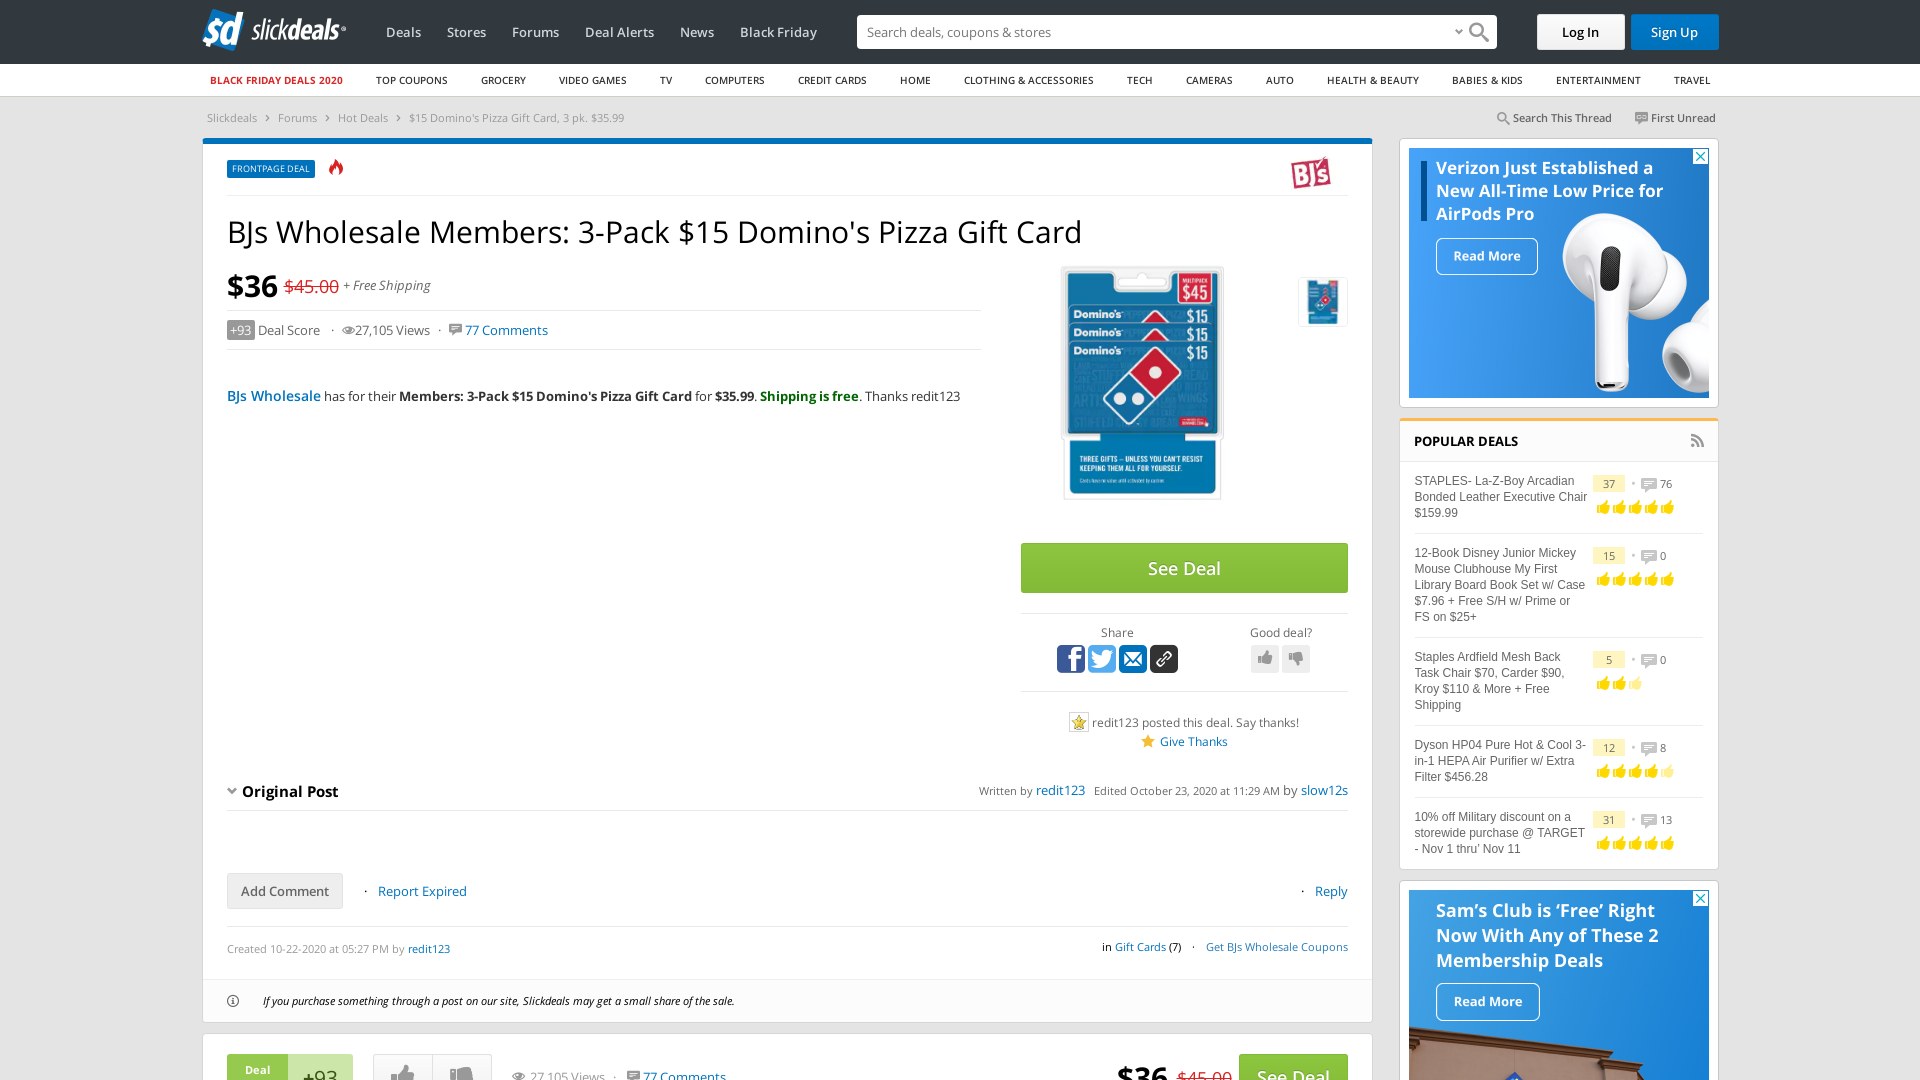 sd slickdeals
Deals Stores Forums Deal Alerts News Black Friday
Search deals, coupons & shopping
Log In Sign Up
BLACK FRIDAY DEALS 2020 TOP COUPONS GROCERY VIDEO GAMES TV COMPUTERS CREDIT CARDS HOME CLOTHING & ACCESSORIES TECH CAMERAS AUTO HEALTH & BEAUTY BABIES & KIDS ENTERTAINMENT TRAVEL
Slickdeals › Forums › Hot Deals › $15 Domino's Pizza Gift Card, 3 pk. $35.99
Search This Thread First Unread
FRONTPAGE DEAL
BJ's
BJs Wholesale Members: 3-Pack $15 Domino's Pizza Gift Card
$36 $45.00 + Free Shipping
+93 Deal Score · 27,105 Views · 77 Comments
BJs Wholesale has for their Members: 3-Pack $15 Domino's Pizza Gift Card for $35.99. Shipping is free. Thanks redit123
MULTIPACK
$45
Domino's $15
Domino's $15
Domino's $15
THREE GIFTS – UNLESS YOU CAN'T RESIST
KEEPING THEM ALL FOR YOURSELF.
Cards have no value until activated by cashier
See Deal
Share Good deal?
redit123 posted this deal. Say thanks!
Give Thanks
Original Post
Written by redit123 Edited October 23, 2020 at 11:29 AM by slow12s
Add Comment · Report Expired · Reply
Created 10-22-2020 at 05:27 PM by redit123
in Gift Cards (7) · Get BJs Wholesale Coupons
If you purchase something through a post on our site, Slickdeals may get a small share of the sale.
Deal
+93
27,105 Views · 77 Comments
$36 $45.00 See Deal
Verizon Just Established a
New All-Time Low Price for
AirPods Pro
Read More
POPULAR DEALS
STAPLES- La-Z-Boy Arcadian
Bonded Leather Executive Chair
$159.99
37 · 76
12-Book Disney Junior Mickey
Mouse Clubhouse My First
Library Board Book Set w/ Case
$7.96 + Free S/H w/ Prime or
FS on $25+
15 · 0
Staples Ardfield Mesh Back
Task Chair $70, Carder $90,
Kroy $110 & More + Free
Shipping
5 · 0
Dyson HP04 Pure Hot & Cool 3-
in-1 HEPA Air Purifier w/ Extra
Filter $456.28
12 · 8
10% off Military discount on a
storewide purchase @ TARGET
- Nov 1 thru' Nov 11
31 · 13
Sam's Club is ‘Free’ Right
Now With Any of These 2
Membership Deals
Read More